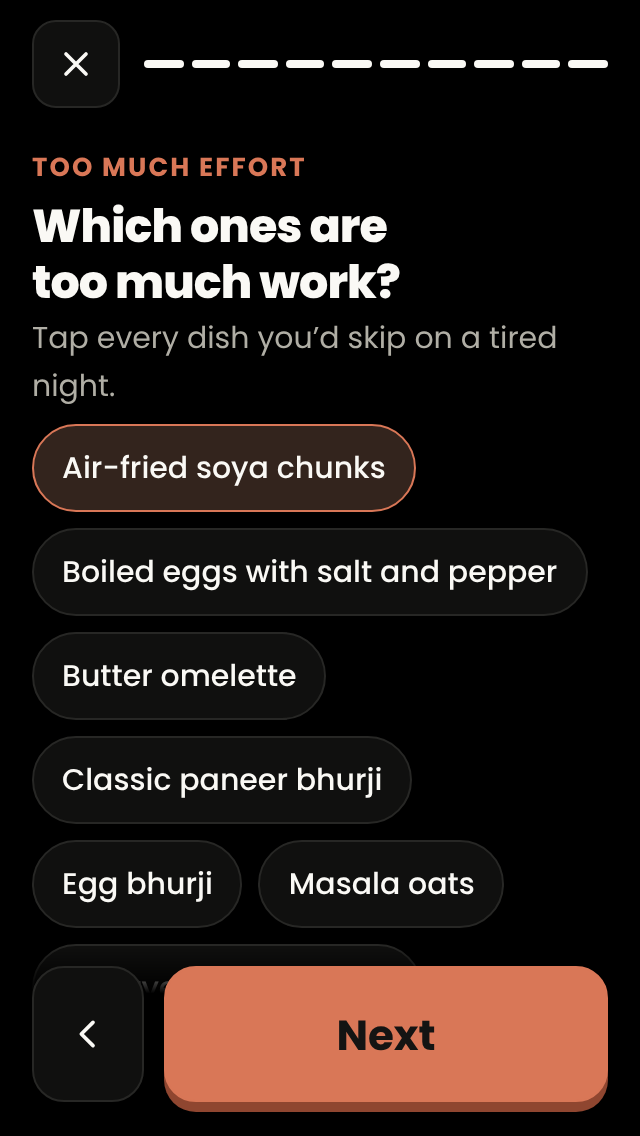 TOO MUCH EFFORT
Which ones are
too much work?
Tap every dish you’d skip on a tired
night.
Air-fried soya chunks
Boiled eggs with salt and pepper
Butter omelette
Classic paneer bhurji
Egg bhurji
Masala oats
Next